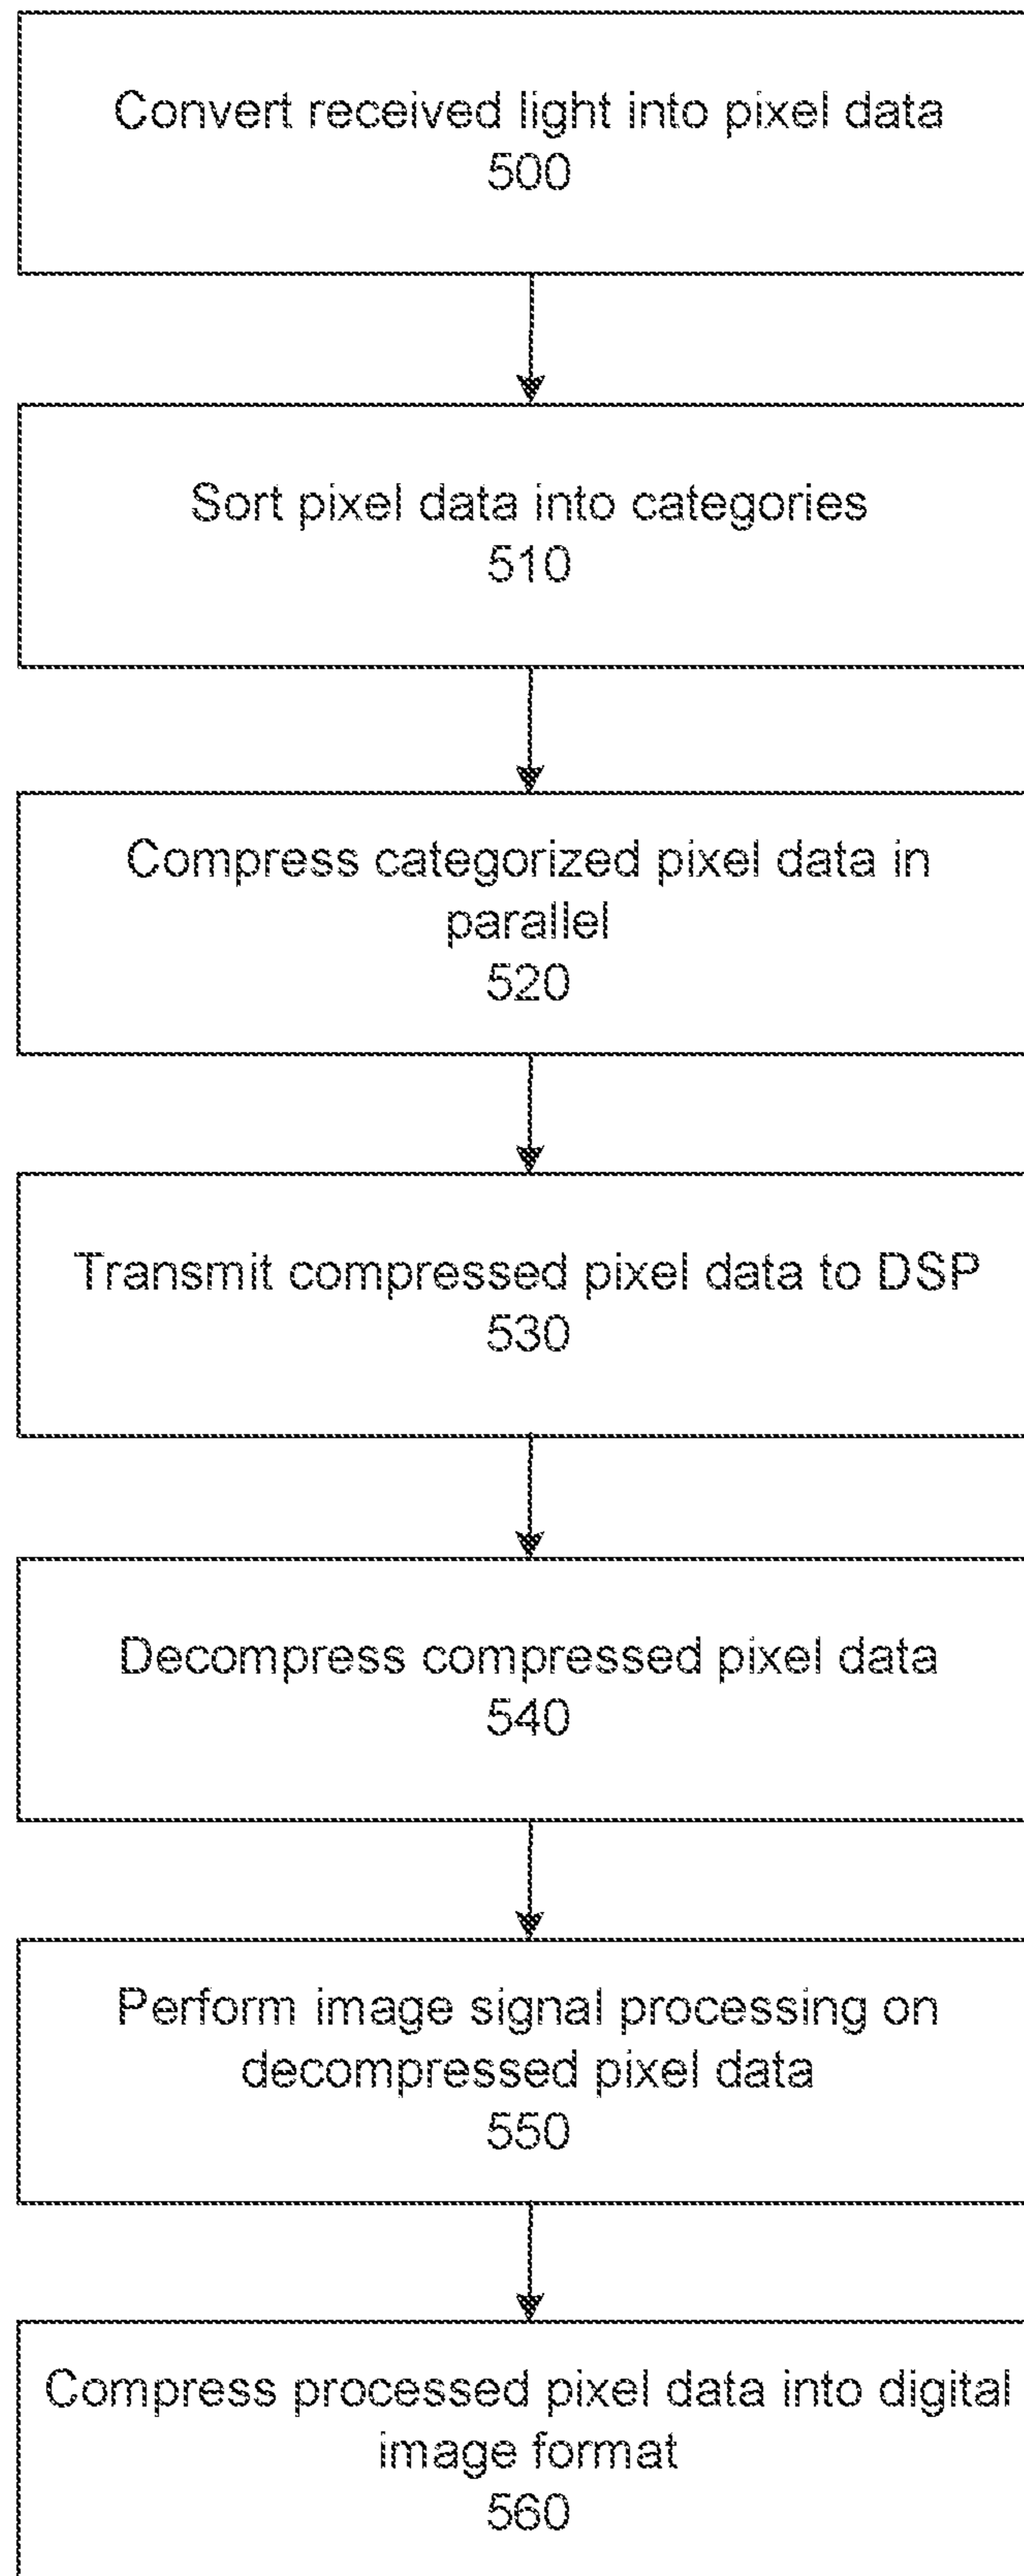 Convert received light into pixel data
500
Sort pixel data into categories
510
Compress categorized pixel data in
parallel
520
Transmit compressed pixel data to DSP
530
Decompress compressed pixel data
540
Perform image signal processing on
decompressed pixel data
550
Compress processed pixel data into digital
image format
560